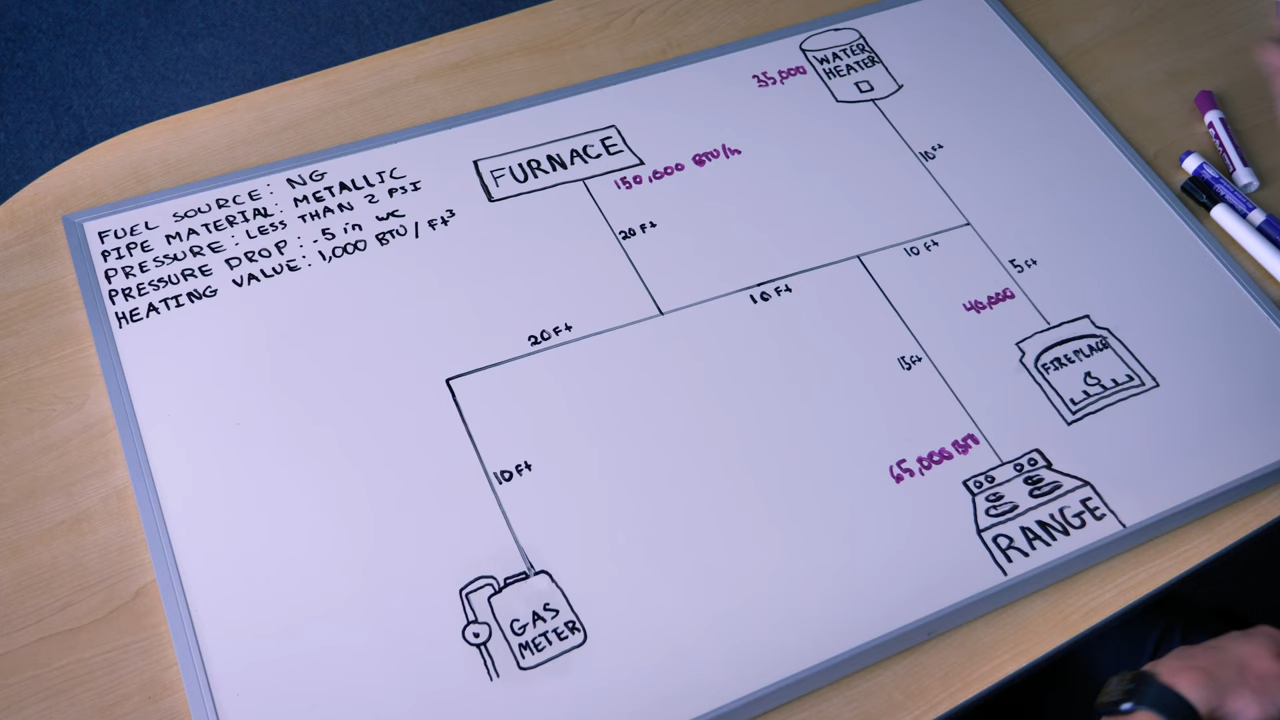 FUEL SOURCE: NG
PIPE MATERIAL: METALLIC
PRESSURE: LESS THAN 2 PSI
PRESSURE DROP: .5 in wc
HEATING VALUE: 1,000 BTU / Ft³
FURNACE
150,000 BTU/h
20 Ft
35,000
WATER
HEATER
10 Ft
10 Ft
5 Ft
40,000
FIREPLACE
10 Ft
20 Ft
15 Ft
65,000 BTU
RANGE
10 Ft
GAS
METER